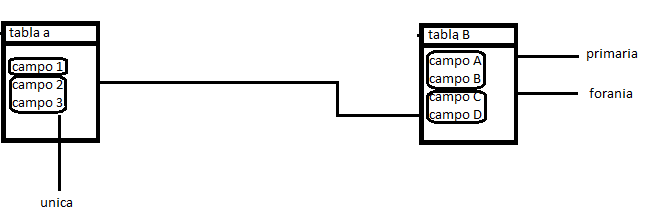 tabla a
campo 1
campo 2
campo 3
unica
tabla B
campo A
campo B
campo C
campo D
primaria
forania